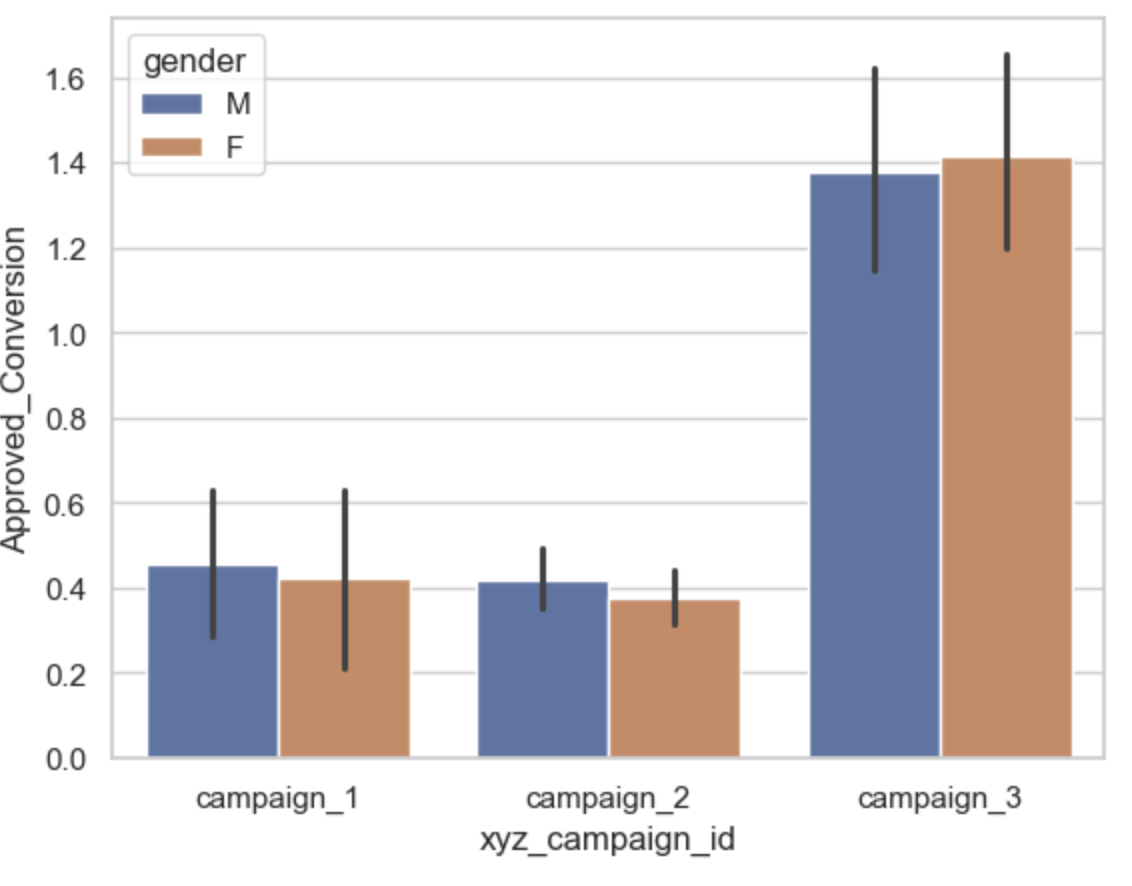 gender
M
F
1.6
1.4
1.2
1.0
0.8
0.6
0.4
0.2
0.0
Approved_Conversion
campaign_1
campaign_2
campaign_3
xyz_campaign_id